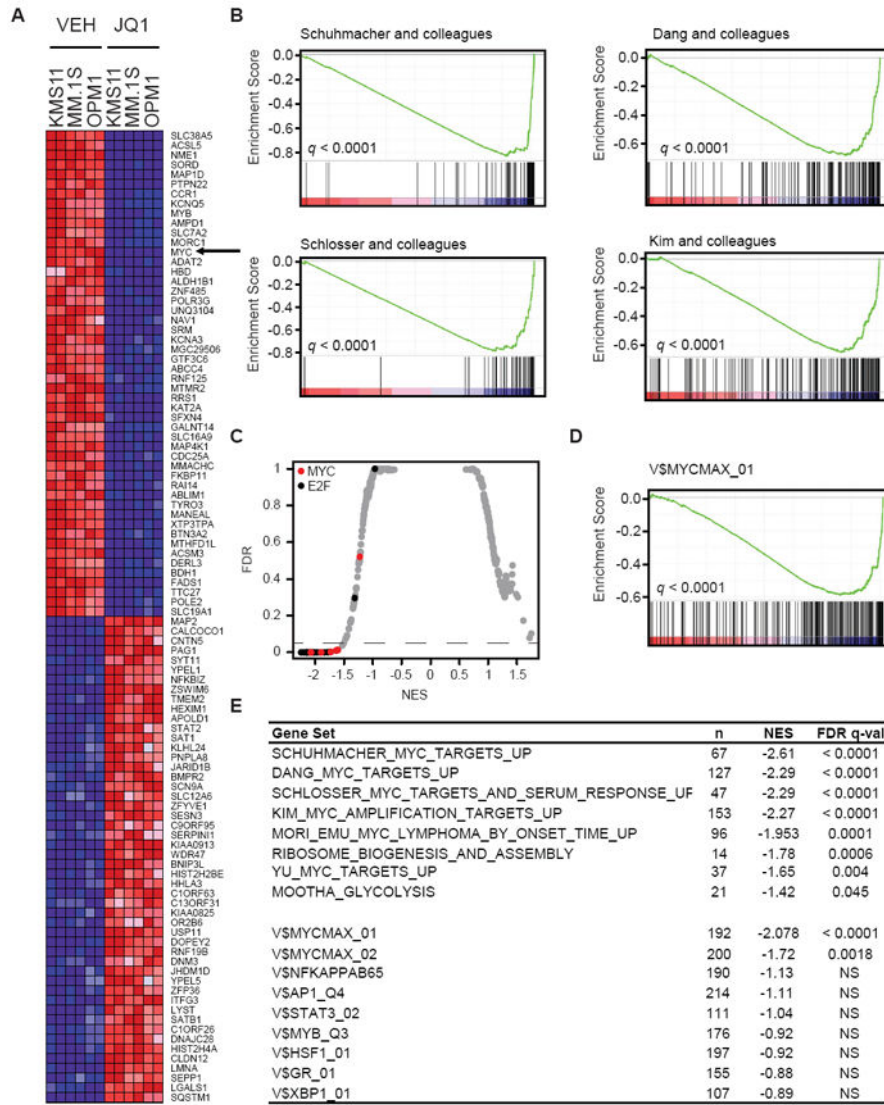 A
VEH JQ1
KMS11
MM.1S
OPM1
KMS11
MM.1S
OPM1
SLC38A5
ACSL5
NME1
SORD
MAP1D
PTPN22
CCR1
KCNQ5
MYB
AMPD1
SLC7A2
MORC1
MYC
ADAT2
HBD
ALDH1B1
ZNF485
POLR3G
UNQ3104
NAV1
SRM
KCNA3
MGC29506
GTF3C6
ABCC4
RNF125
MTMR2
RRS1
KAT2A
SFXN4
GALNT14
SLC16A9
MAP4K1
CDC25A
MMACHC
FKBP11
RAI14
ABLIM1
TYRO3
MANEAL
XTP3TPA
BTN3A2
MTHFD1L
ACSM3
DERL3
BDH1
FADS1
TTC27
POLE2
SLC19A1
MAP2
CALCOCO1
CNTN5
PAG1
SYT11
YPEL1
NFKBIZ
ZSWIM6
TMEM2
HEXIM1
APOLD1
STAT2
SAT1
KLHL24
PNPLA8
JARID1B
BMPR2
SCN9A
SLC12A6
ZFYVE1
SESN3
C9ORF95
SERPINI1
KIAA0913
WDR47
BNIP3L
HIST2H2BE
HHLA3
C1ORF63
C13ORF31
KIAA0825
OR2B6
USP11
DOPEY2
RNF19B
DNM3
JHDM1D
YPEL5
ZFP36
ITFG3
LYST
SATB1
C1ORF26
DNAJC28
HIST2H4A
CLDN12
LMNA
SEPP1
LGALS1
SQSTM1
B
Schuhmacher and colleagues
Enrichment Score
0.0
-0.2
-0.4
-0.6
-0.8
q < 0.0001
Dang and colleagues
Enrichment Score
0.0
-0.2
-0.4
-0.6
q < 0.0001
Schlosser and colleagues
Enrichment Score
0.0
-0.2
-0.4
-0.6
-0.8
q < 0.0001
Kim and colleagues
Enrichment Score
0.0
-0.2
-0.4
-0.6
q < 0.0001
C
MYC
E2F
FDR
1
0.8
0.6
0.4
0.2
0
-2 -1.5 -1 -0.5 0 0.5 1 1.5
NES
D
V$MYCMAX_01
Enrichment Score
0.0
-0.2
-0.4
-0.6
q < 0.0001
E
Gene Set n NES FDR q-val
SCHUHMACHER_MYC_TARGETS_UP 67 -2.61 < 0.0001
DANG_MYC_TARGETS_UP 127 -2.29 <0.0001
SCHLOSSER_MYC_TARGETS_AND_SERUM_RESPONSE_UP 47 -2.29 <0.0001
KIM_MYC_AMPLIFICATION_TARGETS_UP 153 -2.27 <0.0001
MORI_EMU_MYC_LYMPHOMA_BY_ONSET_TIME_UP 96 -1.953 0.0001
RIBOSOME_BIOGENESIS_AND_ASSEMBLY 14 -1.78 0.0006
YU_MYC_TARGETS_UP 37 -1.65 0.004
MOOTHA_GLYCOLYSIS 21 -1.42 0.045
V$MYCMAX_01 192 -2.078 < 0.0001
V$MYCMAX_02 200 -1.72 0.0018
V$NFKAPPAB65 190 -1.13 NS
V$AP1_Q4 214 -1.11 NS
V$STAT3_02 111 -1.04 NS
V$MYB_Q3 176 -0.92 NS
V$HSF1_01 197 -0.92 NS
V$GR_01 155 -0.88 NS
V$XBP1_01 107 -0.89 NS